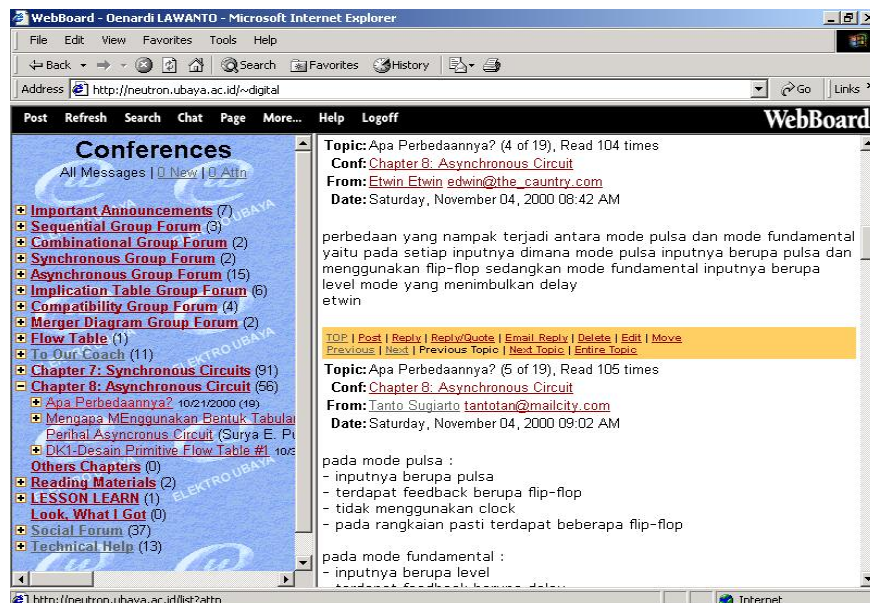 WebBoard - Oenardi LAWANTO - Microsoft Internet Explorer
File Edit View Favorites Tools Help
Back Search Favorites History
Address http://neutron.ubaya.ac.id/~digital Go Links
Post Refresh Search Chat Page More... Help Logoff WebBoard
Conferences
All Messages | 0 New | 0 Attn
Important Announcements (7)
Sequential Group Forum (3)
Combinational Group Forum (2)
Synchronous Group Forum (2)
Asynchronous Group Forum (15)
Implication Table Group Forum (6)
Compatibility Group Forum (4)
Merger Diagram Group Forum (2)
Flow Table (1)
To Our Coach (11)
Chapter 7: Synchronous Circuits (91)
Chapter 8: Asynchronous Circuit (56)
Apa Perbedaannya? 10/21/2000 (19)
Mengapa MEnggunakan Bentuk Tabular
Perihal Asyncronus Circuit (Surya E. Pu
DK1-Desain Primitive Flow Table #1 10/3
Others Chapters (0)
Reading Materials (2)
LESSON LEARN (1)
Look, What I Got (0)
Social Forum (37)
Technical Help (13)
ELEKTRO UBAYA
Topic: Apa Perbedaannya? (4 of 19), Read 104 times
Conf: Chapter 8: Asynchronous Circuit
From: Etwin Etwin edwin@the_cauntry.com
Date: Saturday, November 04, 2000 08:42 AM
perbedaan yang nampak terjadi antara mode pulsa dan mode fundamental
yaitu pada setiap inputnya dimana mode pulsa inputnya berupa pulsa dan
menggunakan flip-flop sedangkan mode fundamental inputnya berupa
level mode yang menimbulkan delay
etwin
TOP | Post | Reply | Reply/Quote | Email Reply | Delete | Edit | Move
Previous | Next | Previous Topic | Next Topic | Entire Topic
Topic: Apa Perbedaannya? (5 of 19), Read 105 times
Conf: Chapter 8: Asynchronous Circuit
From: Tanto Sugiarto tantotan@mailcity.com
Date: Saturday, November 04, 2000 09:02 AM
pada mode pulsa :
- inputnya berupa pulsa
- terdapat feedback berupa flip-flop
- tidak menggunakan clock
- pada rangkaian pasti terdapat beberapa flip-flop
pada mode fundamental :
- inputnya berupa level
- terdapat feedback berupa delay
http://neutron.ubaya.ac.id/list?attn Internet